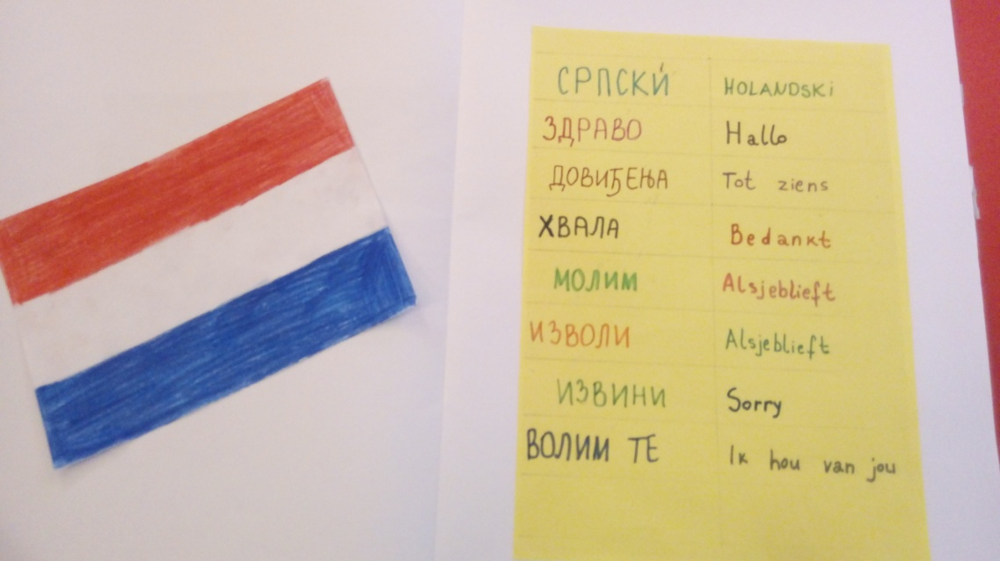 СРПСКИ HOLANDSKi
ЗДРАВО Hallo
ДОВИЂЕЊА Tot ziens
ХВАЛА Bedankt
МОЛИМ Alsjeblieft
ИЗВОЛИ Alsjeblieft
ИЗВИНИ Sorry
ВОЛИМ ТЕ Ik hou van jou